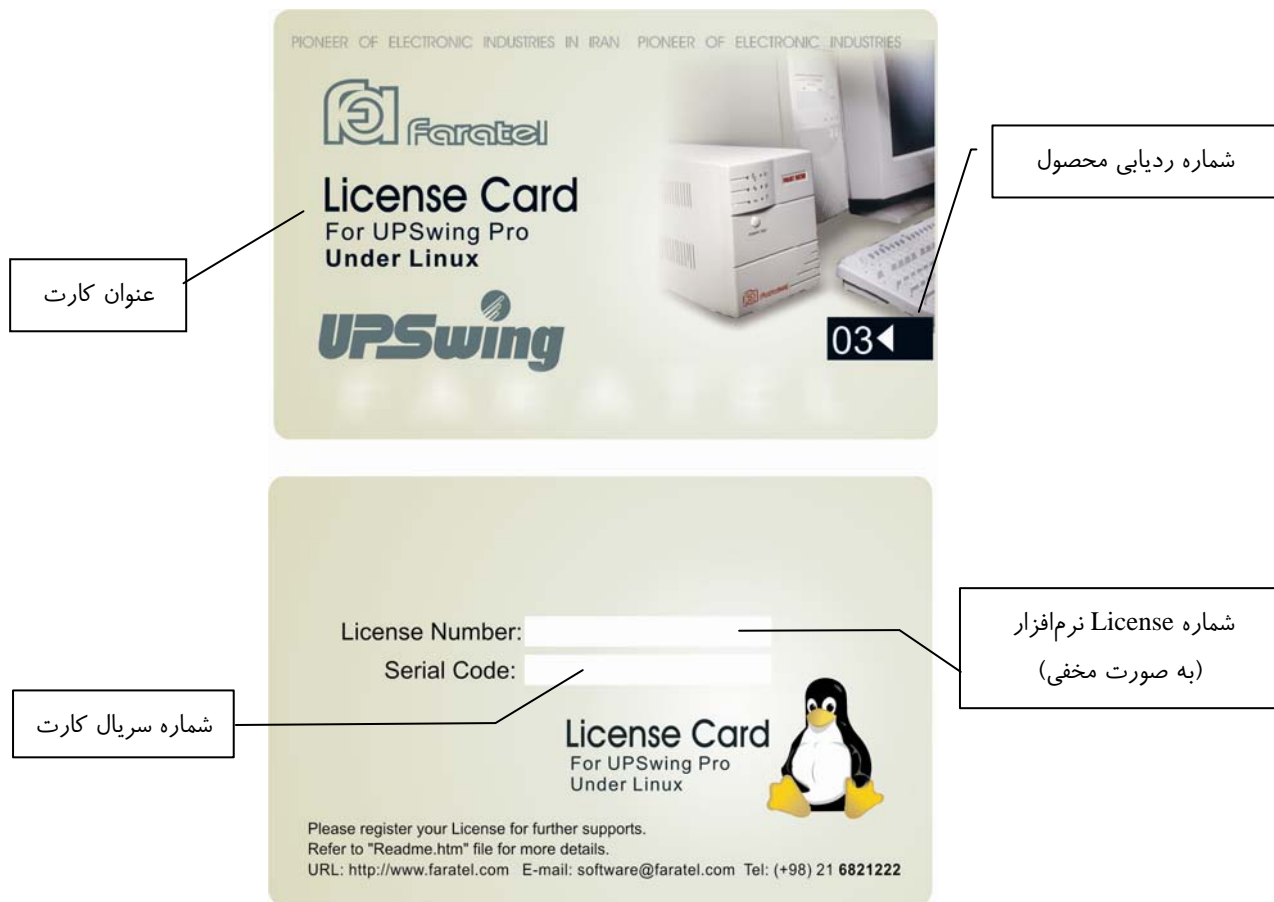 PIONEER OF ELECTRONIC INDUSTRIES IN IRAN PIONEER OF ELECTRONIC INDUSTRIES
Faratel
License Card
For UPSwing Pro
Under Linux
UPSwing
03
FARATEL
شماره ردیابی محصول
عنوان کارت
License Number:
Serial Code:
License Card
For UPSwing Pro
Under Linux
Please register your License for further supports.
Refer to "Readme.htm" file for more details.
URL: http://www.faratel.com E-mail: software@faratel.com Tel: (+98) 21 6821222
شماره License نرم‌افزار
(به صورت مخفی)
شماره سریال کارت